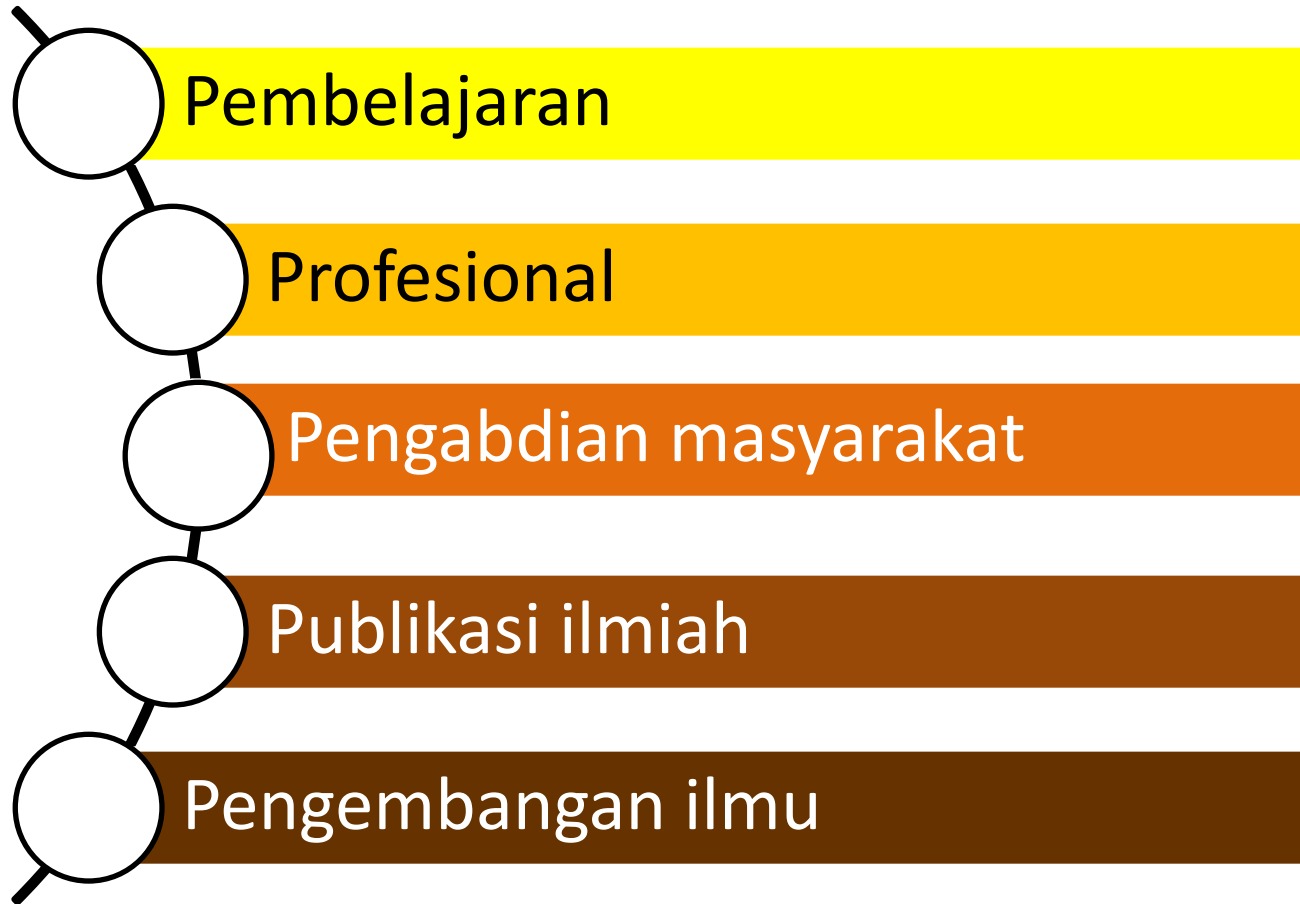 Pembelajaran
Profesional
Pengabdian masyarakat
Publikasi ilmiah
Pengembangan ilmu